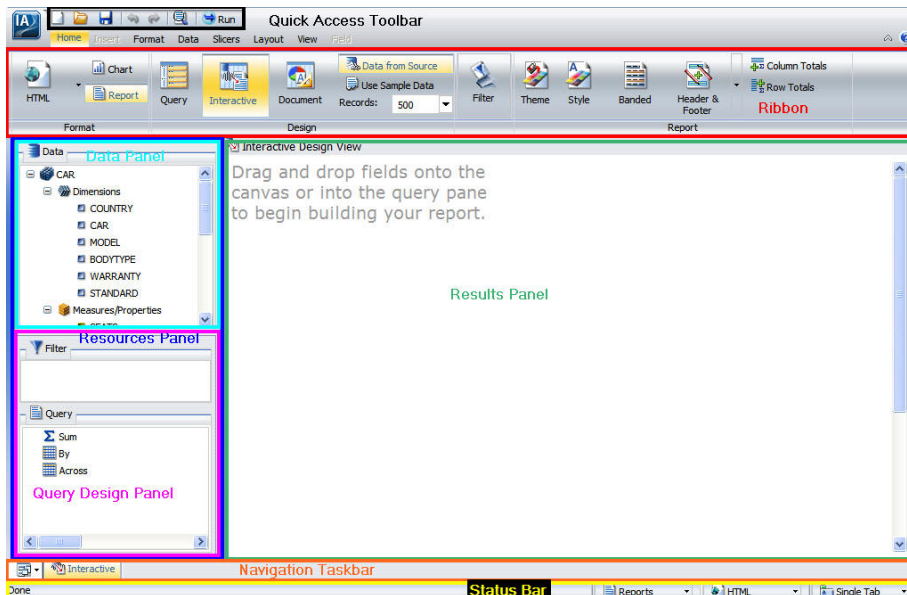 IA
Run
Quick Access Toolbar
Home Insert Format Data Slicers Layout View Field
HTML
Chart
Report
Query
Interactive
Document
Data from Source
Use Sample Data
Records: 500
Filter
Theme
Style
Banded
Header & Footer
Column Totals
Row Totals
Ribbon
Format
Design
Report
Data
Data Panel
CAR
Dimensions
COUNTRY
CAR
MODEL
BODYTYPE
WARRANTY
STANDARD
Measures/Properties
SEATS
Resources Panel
Filter
Query
Sum
By
Across
Query Design Panel
Interactive Design View
Drag and drop fields onto the
canvas or into the query pane
to begin building your report.
Results Panel
Interactive
Navigation Taskbar
Done
Status Bar
Reports
HTML
Single Tab